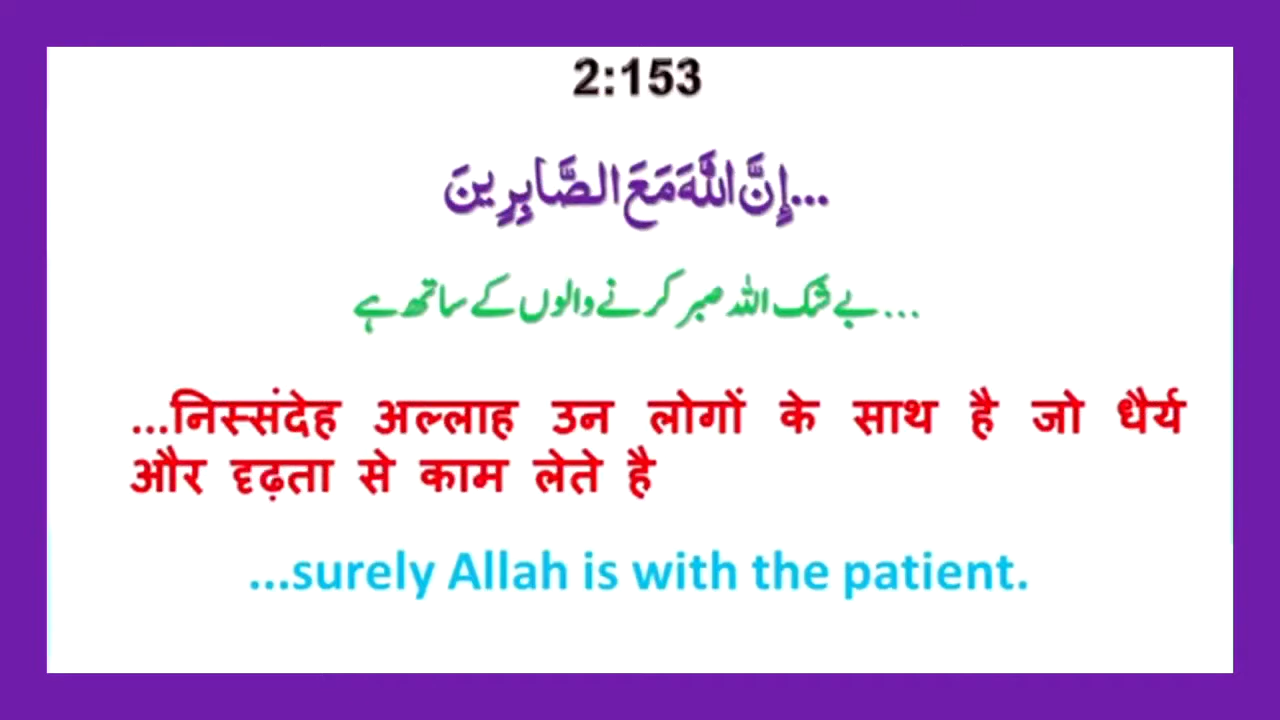 2:153
...إِنَّ اللَّهَ مَعَ الصَّابِرِينَ
...بے شک اللہ صبر کرنے والوں کے ساتھ ہے
...निस्संदेह अल्लाह उन लोगों के साथ है जो धैर्य
और दृढ़ता से काम लेते है
...surely Allah is with the patient.